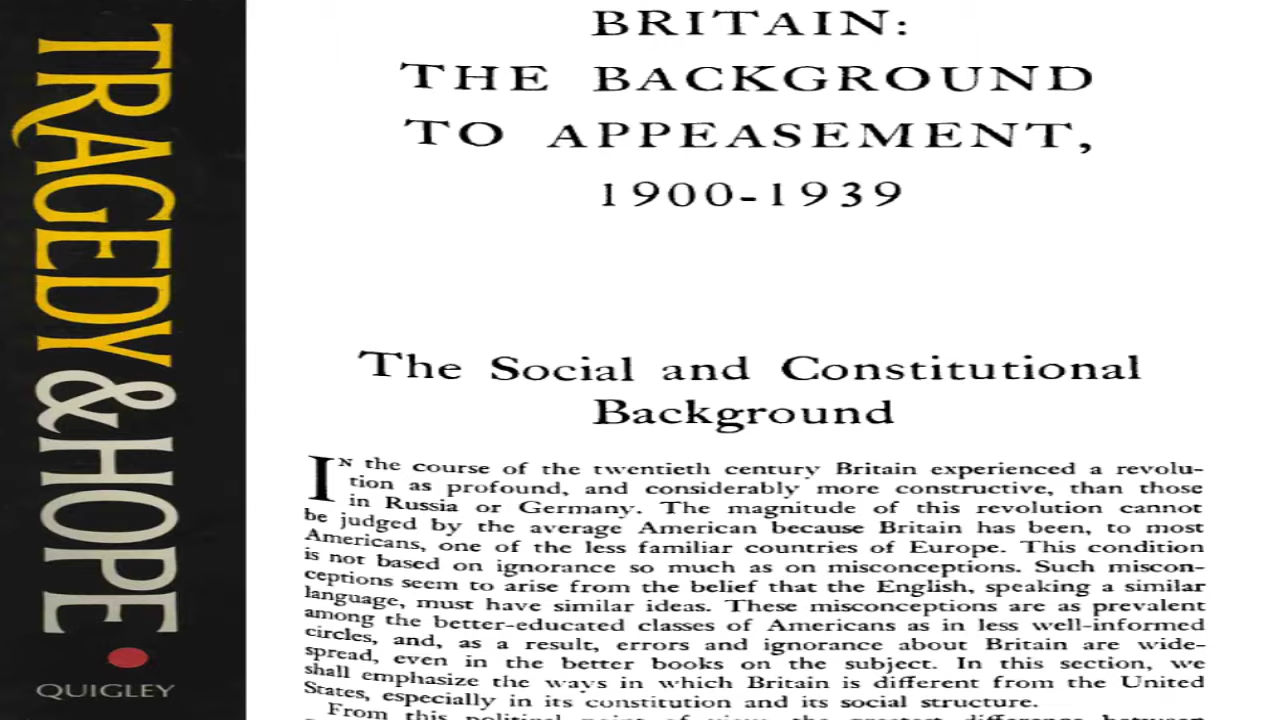 TRAGEDY & HOPE
QUIGLEY
BRITAIN:
THE BACKGROUND
TO APPEASEMENT,
1900-1939
The Social and Constitutional
Background
IN the course of the twentieth century Britain experienced a revolu-
tion as profound, and considerably more constructive, than those
in Russia or Germany. The magnitude of this revolution cannot
be judged by the average American because Britain has been, to most
Americans, one of the less familiar countries of Europe. This condition
is not based on ignorance so much as on misconceptions. Such miscon-
ceptions seem to arise from the belief that the English, speaking a similar
language, must have similar ideas. These misconceptions are as prevalent
among the better-educated classes of Americans as in less well-informed
circles, and, as a result, errors and ignorance about Britain are wide-
spread, even in the better books on the subject. In this section, we
shall emphasize the ways in which Britain is different from the United
States, especially in its constitution and its social structure.
From this political point of view, the greatest difference between